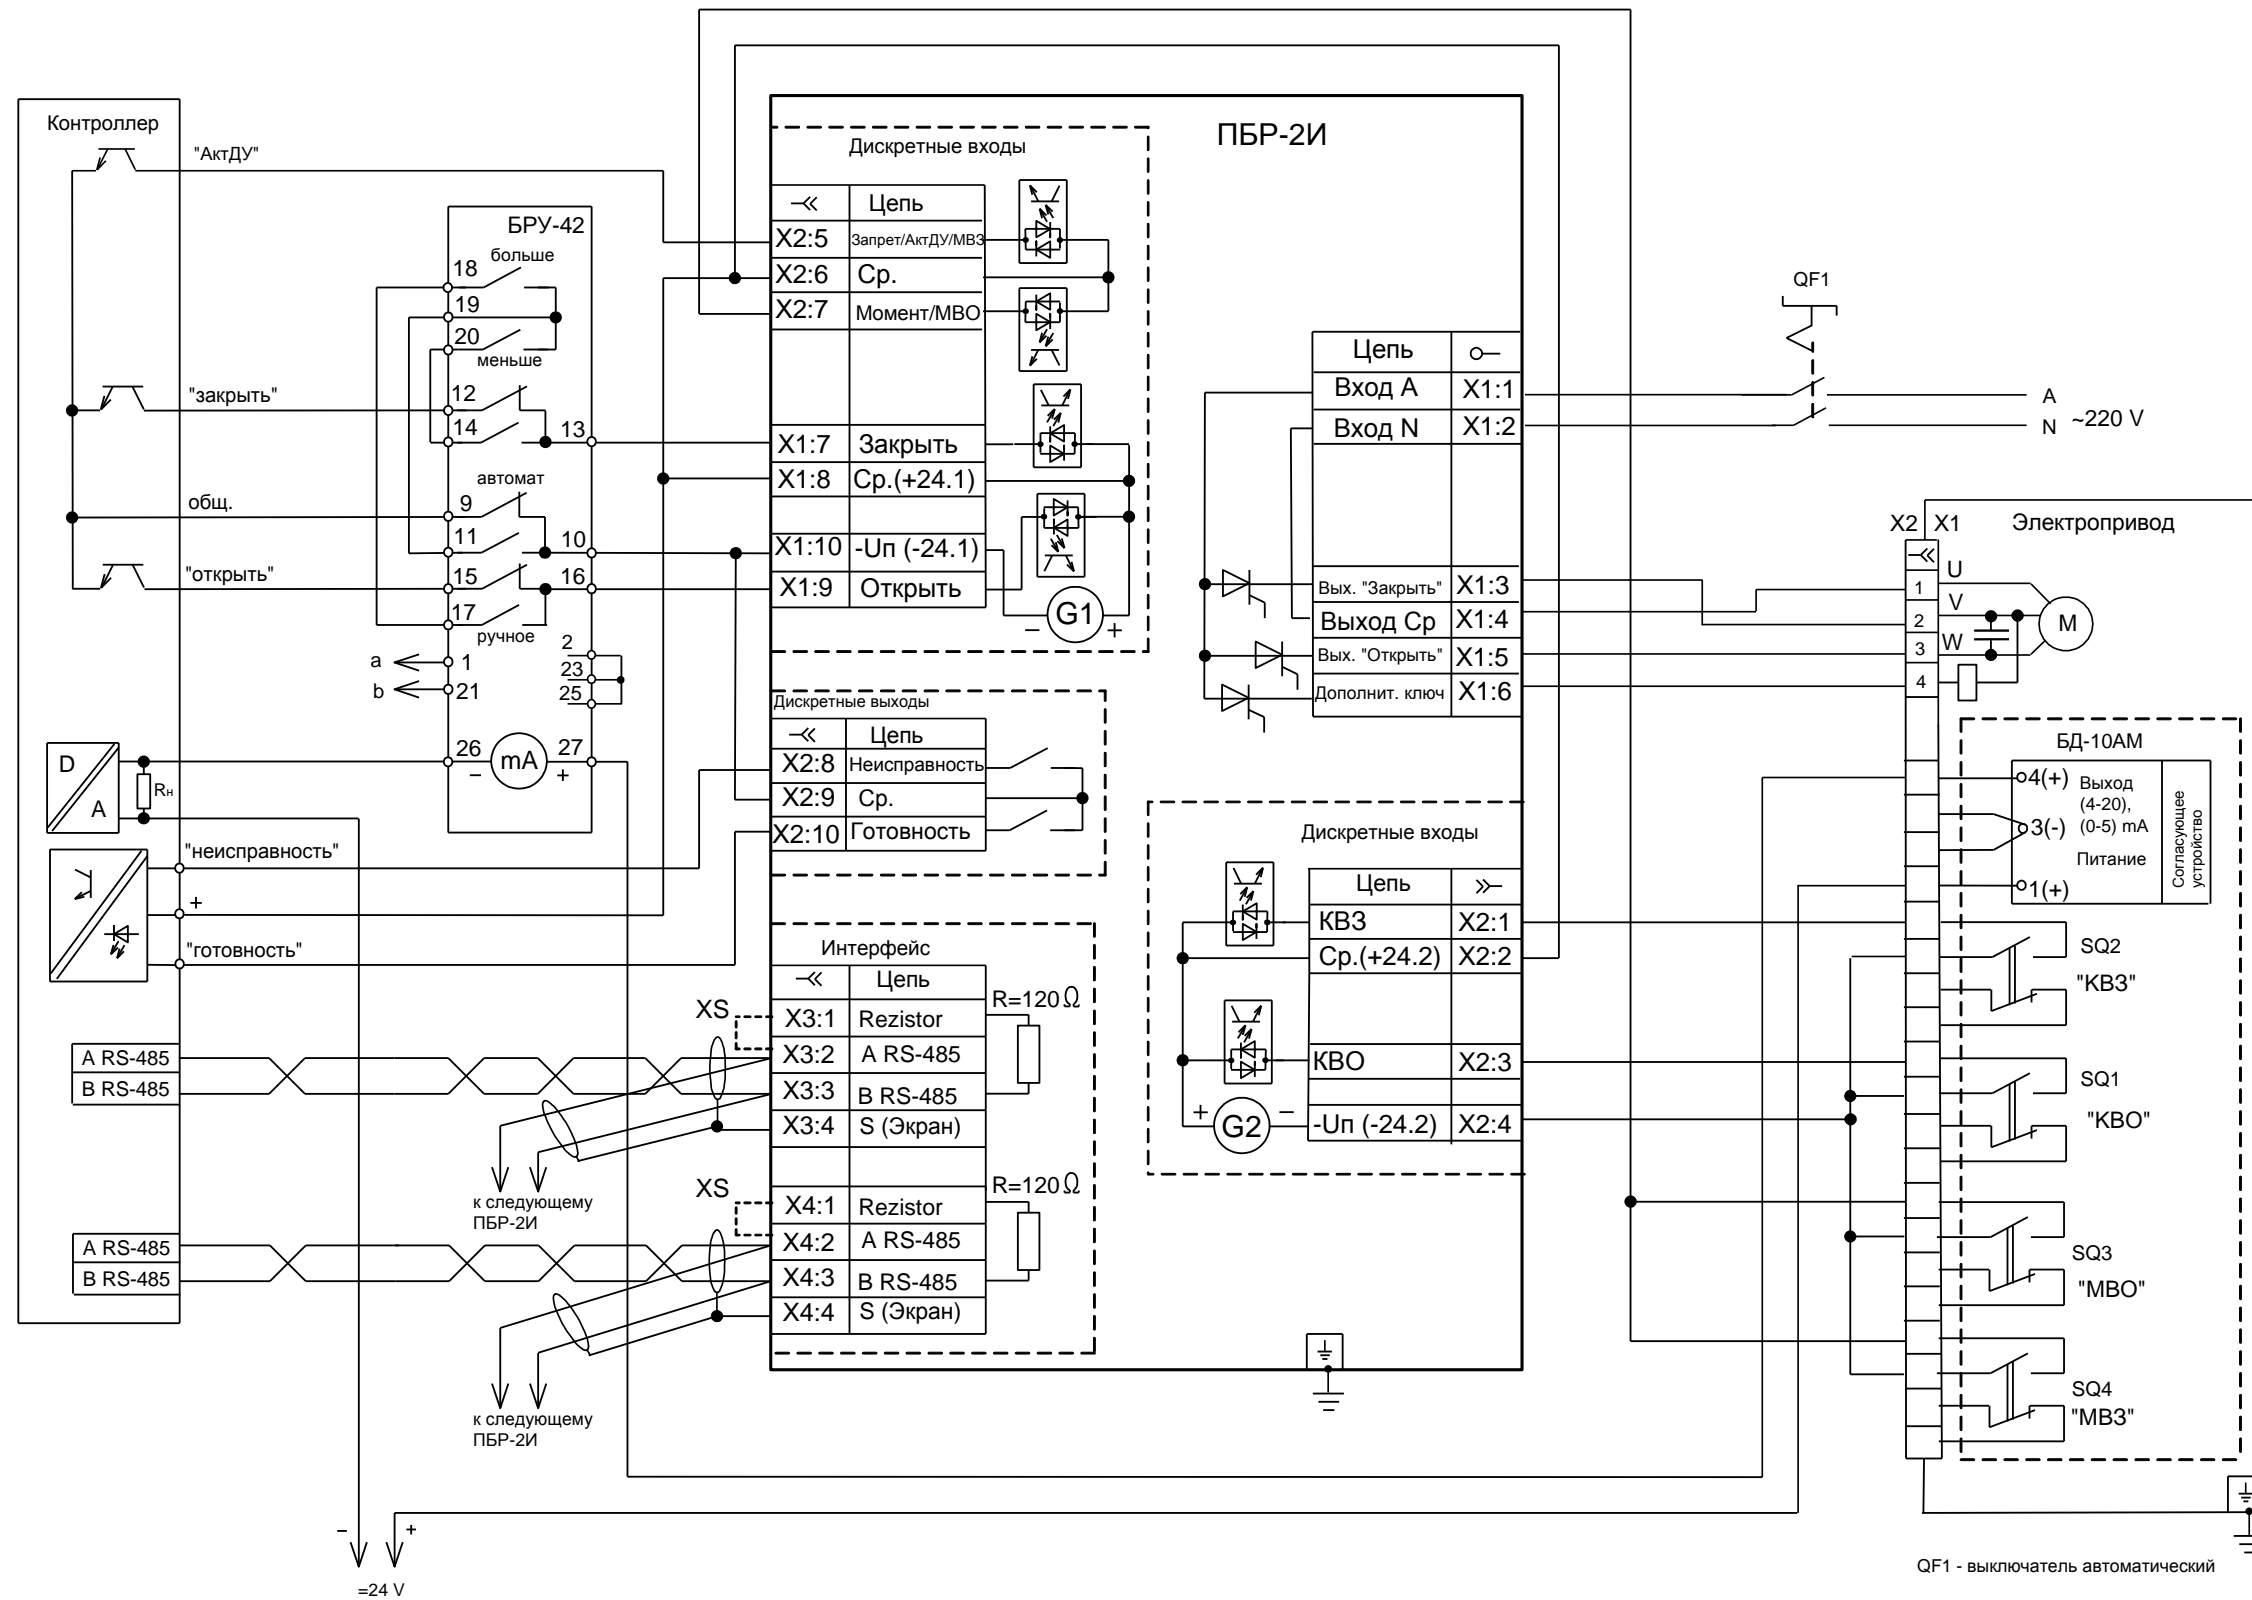 Контроллер
"АктДУ"
"закрыть"
общ.
"открыть"
D
A
Rн
"неисправность"
+
"готовность"
A RS-485
B RS-485
A RS-485
B RS-485
БРУ-42
больше
18
19
20
меньше
12
14
13
автомат
9
11
10
15
16
17
ручное
a
1
b
21
2
23
25
26
mA
27
−
+
ПБР-2И
Дискретные входы
Цепь
X2:5 Запрет/АктДУ/МВЗ
X2:6 Ср.
X2:7 Момент/МВО
X1:7 Закрыть
X1:8 Ср.(+24.1)
X1:10 -Uп (-24.1)
X1:9 Открыть
− G1 +
Дискретные выходы
Цепь
X2:8 Неисправность
X2:9 Ср.
X2:10 Готовность
Интерфейс
Цепь
XS
R=120 Ω
X3:1 Rezistor
X3:2 A RS-485
X3:3 B RS-485
X3:4 S (Экран)
к следующему
ПБР-2И
XS
R=120 Ω
X4:1 Rezistor
X4:2 A RS-485
X4:3 B RS-485
X4:4 S (Экран)
к следующему
ПБР-2И
Цепь
Вход A X1:1
Вход N X1:2
Вых. "Закрыть" X1:3
Выход Ср X1:4
Вых. "Открыть" X1:5
Дополнит. ключ X1:6
Дискретные входы
Цепь
КВЗ X2:1
Ср.(+24.2) X2:2
КВО X2:3
-Uп (-24.2) X2:4
+ G2 −
QF1
A
N
~220 V
X2 X1
Электропривод
1 U
2 V
3 W
4
M
БД-10АМ
4(+)
3(-)
1(+)
Выход
(4-20),
(0-5) mA
Питание
Согласующее
устройство
SQ2
"КВЗ"
SQ1
"КВО"
SQ3
"МВО"
SQ4
"МВЗ"
− +
=24 V
QF1 - выключатель автоматический